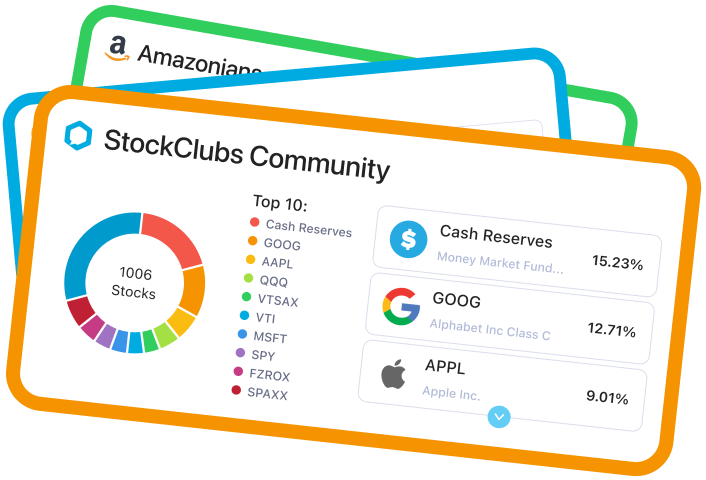 Amazonians
StockClubs Community
1006
Stocks
Top 10:
Cash Reserves
GOOG
AAPL
QQQ
VTSAX
VTI
MSFT
SPY
FZROX
SPAXX
Cash Reserves
Money Market Fund...
15.23%
GOOG
Alphabet Inc Class C
12.71%
APPL
Apple Inc.
9.01%